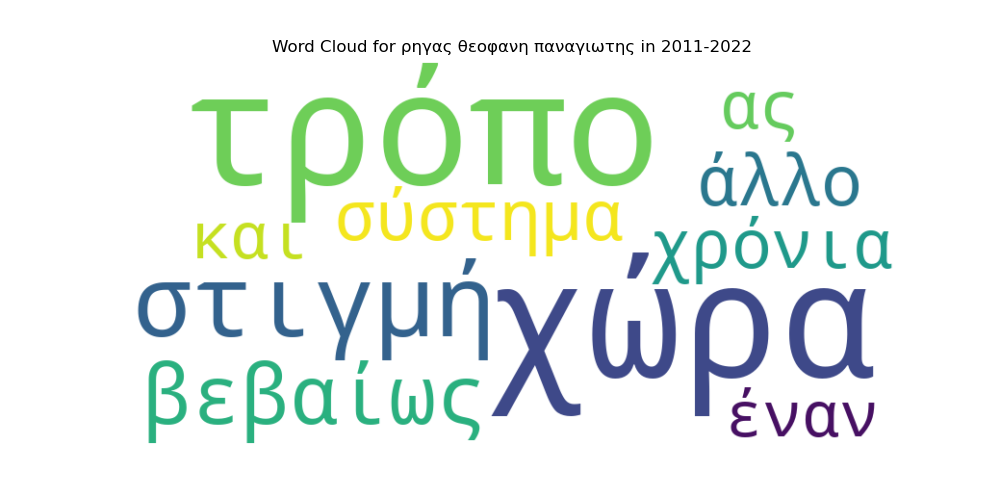 Word Cloud for ρηγας θεοφανη παναγιωτης in 2011-2022
τρόπο
ας
άλλο
σύστημα
και
χρόνια
στιγμή
χώρα
βεβαίως
έναν